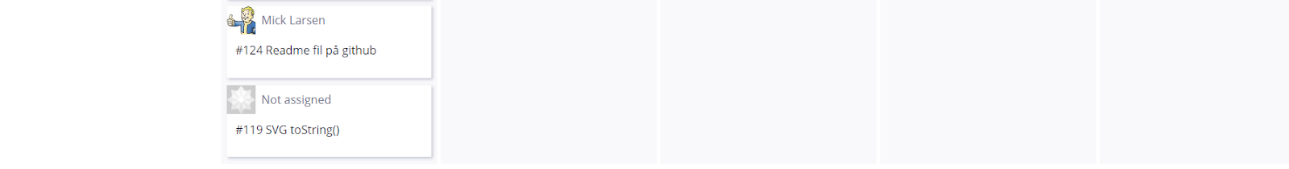 Mick Larsen
#124 Readme fil på github
Not assigned
#119 SVG toString()